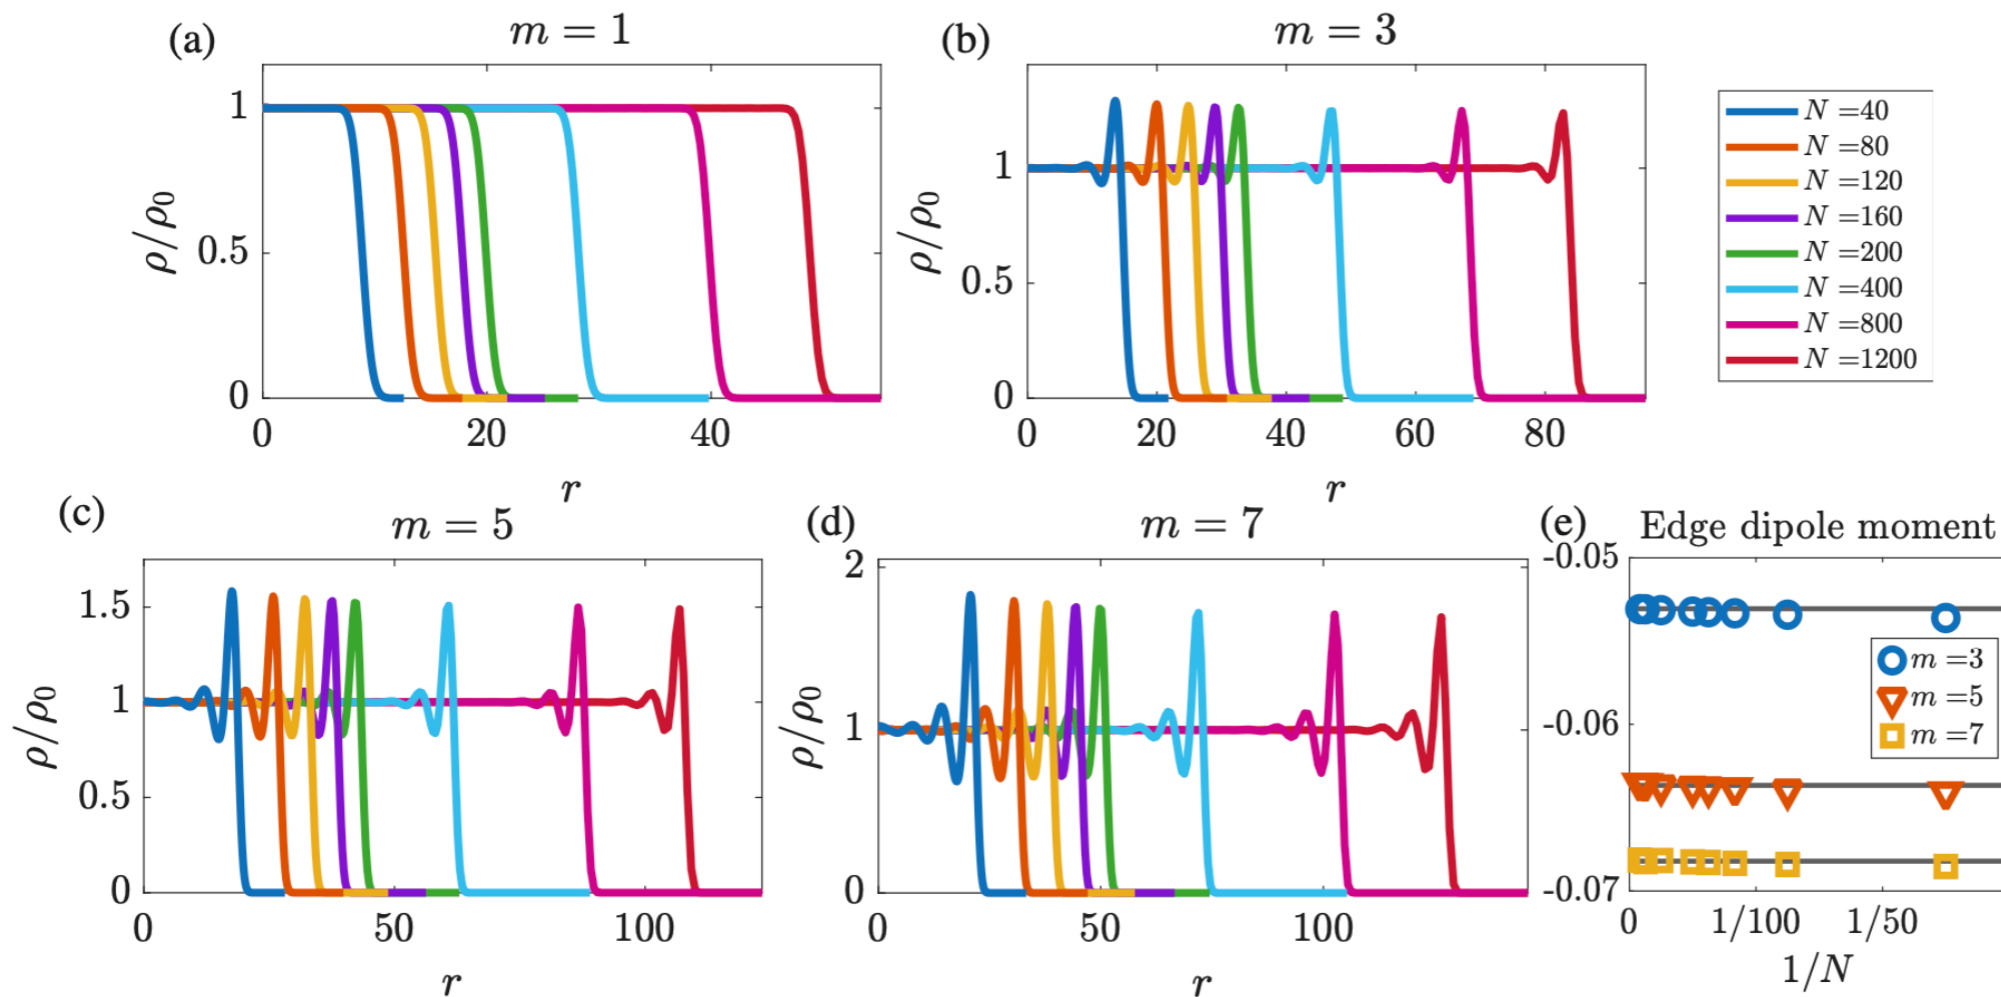 (a)
m = 1
ρ/ρ0
1
0.5
0
0
20
40
r
(b)
m = 3
ρ/ρ0
1
0.5
0
0
20
40
60
80
r
N =40
N =80
N =120
N =160
N =200
N =400
N =800
N =1200
(c)
m = 5
ρ/ρ0
1.5
1
0.5
0
0
50
100
r
(d)
m = 7
ρ/ρ0
2
1
0
0
50
100
r
(e)
Edge dipole moment
-0.05
-0.06
-0.07
m =3
m =5
m =7
0
1/100
1/50
1/N